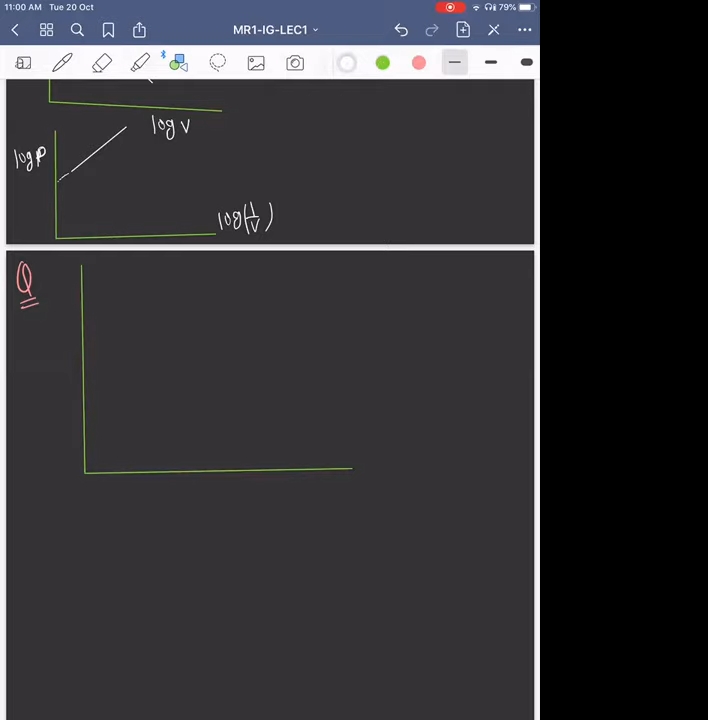 11:00 AM Tue 20 Oct 79%
MR1-IG-LEC1
log V
log P
log(1/V)
Q